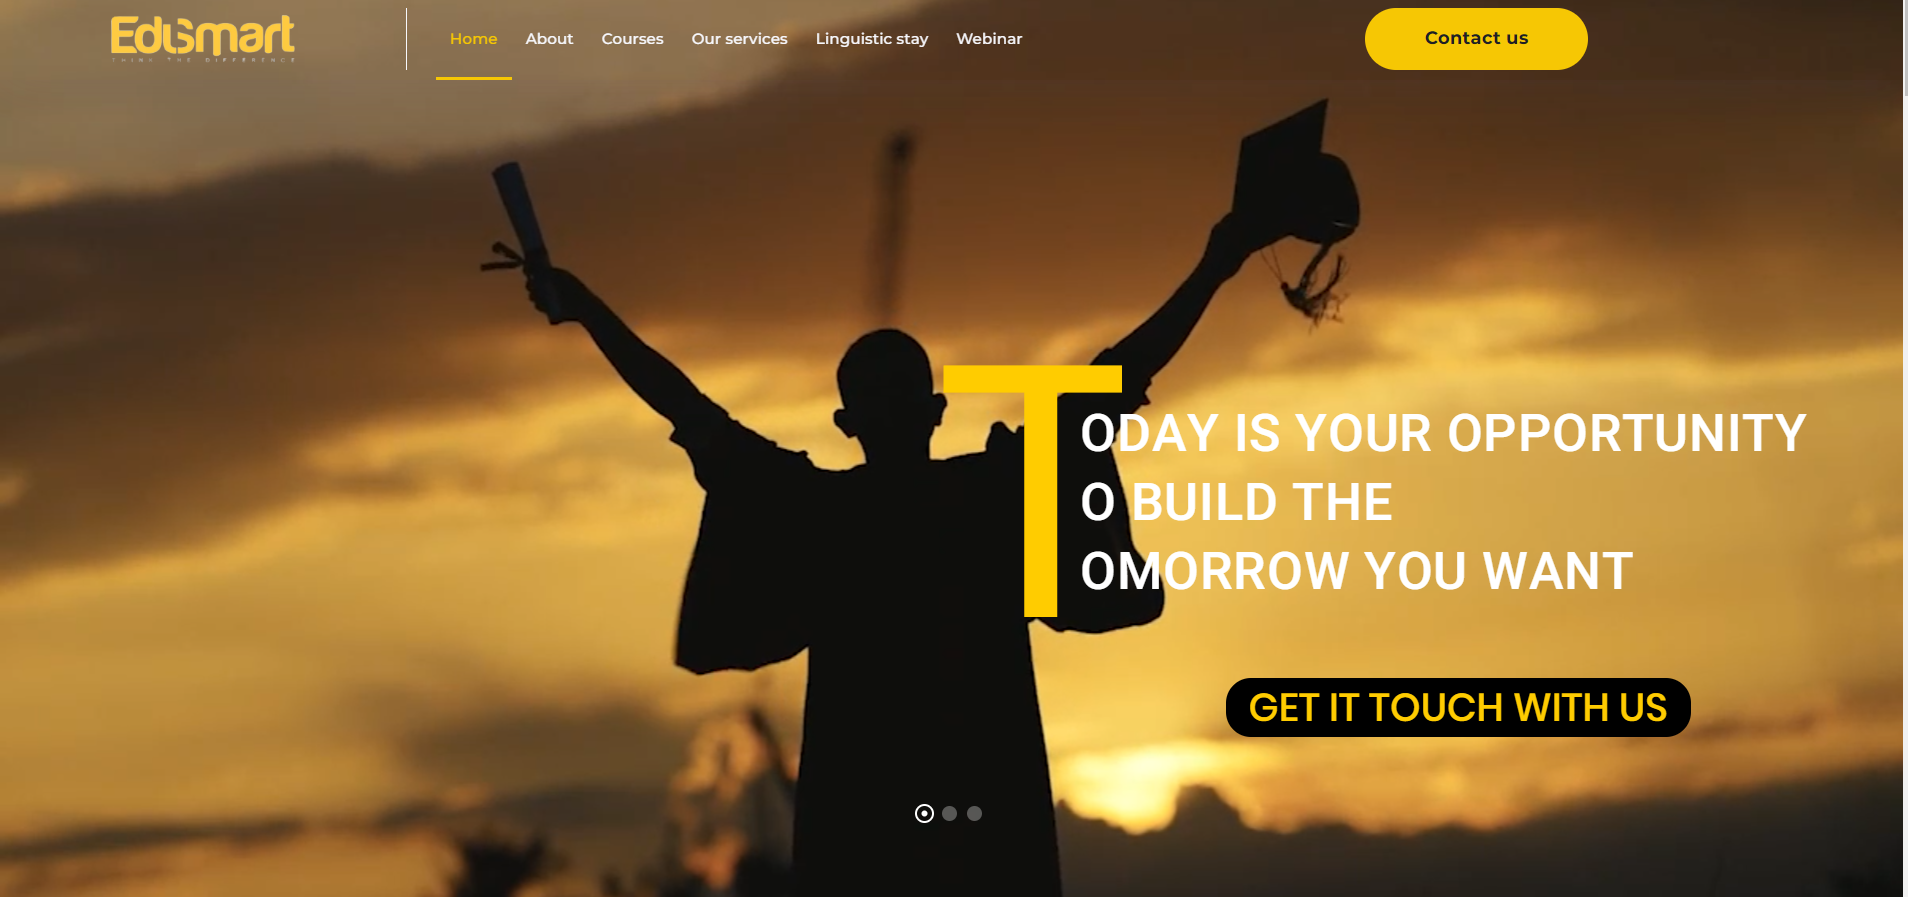 EduSmart
THINK THE DIFFERENCE
Home About Courses Our services Linguistic stay Webinar
Contact us
TODAY IS YOUR OPPORTUNITY
O BUILD THE
OMORROW YOU WANT
GET IT TOUCH WITH US